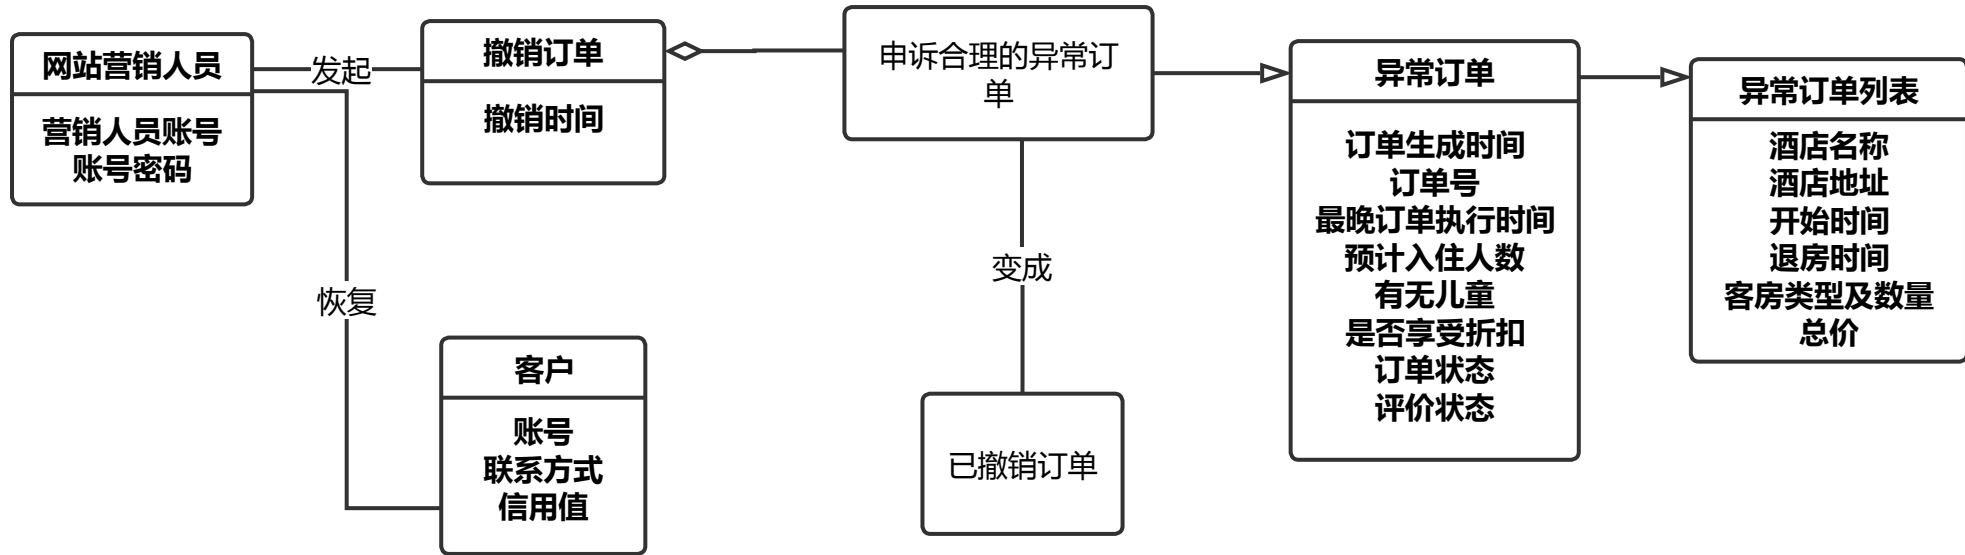 网站营销人员
营销人员账号
账号密码
发起
恢复
撤销订单
撤销时间
客户
账号
联系方式
信用值
申诉合理的异常订
单
变成
已撤销订单
异常订单
订单生成时间
订单号
最晚订单执行时间
预计入住人数
有无儿童
是否享受折扣
订单状态
评价状态
异常订单列表
酒店名称
酒店地址
开始时间
退房时间
客房类型及数量
总价